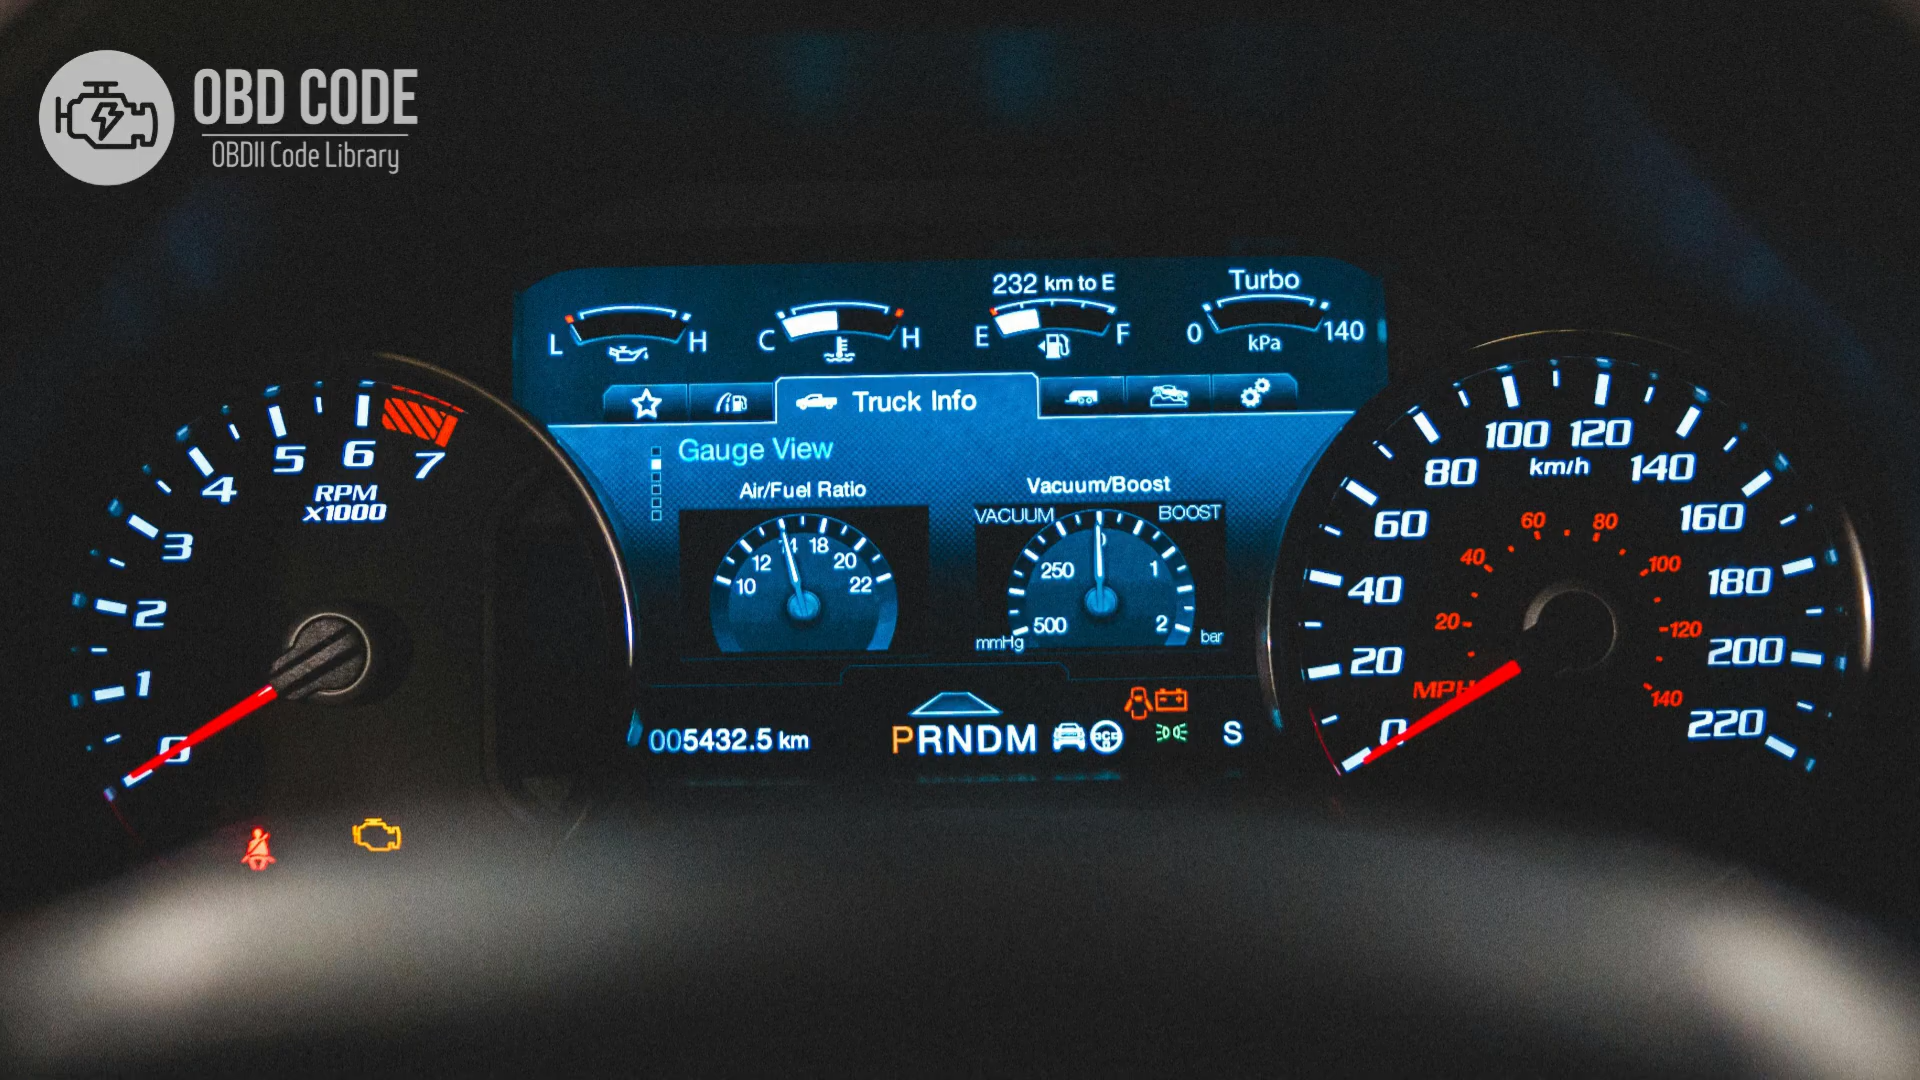 OBD CODE
OBDII Code Library
232 km to E
Turbo
L H
C H
E F
0 140
kPa
Truck Info
Gauge View
Air/Fuel Ratio
10 12 14 18 20 22
Vacuum/Boost
VACUUM BOOST
500 250 0 1 2
mmHg bar
0 1 2 3 4 5 6 7
RPM
X1000
0 20 40 60 80 100 120 140 160 180 200 220
km/h
20 40 60 80 100 120 140
MPH
005432.5 km
PRNDM
S